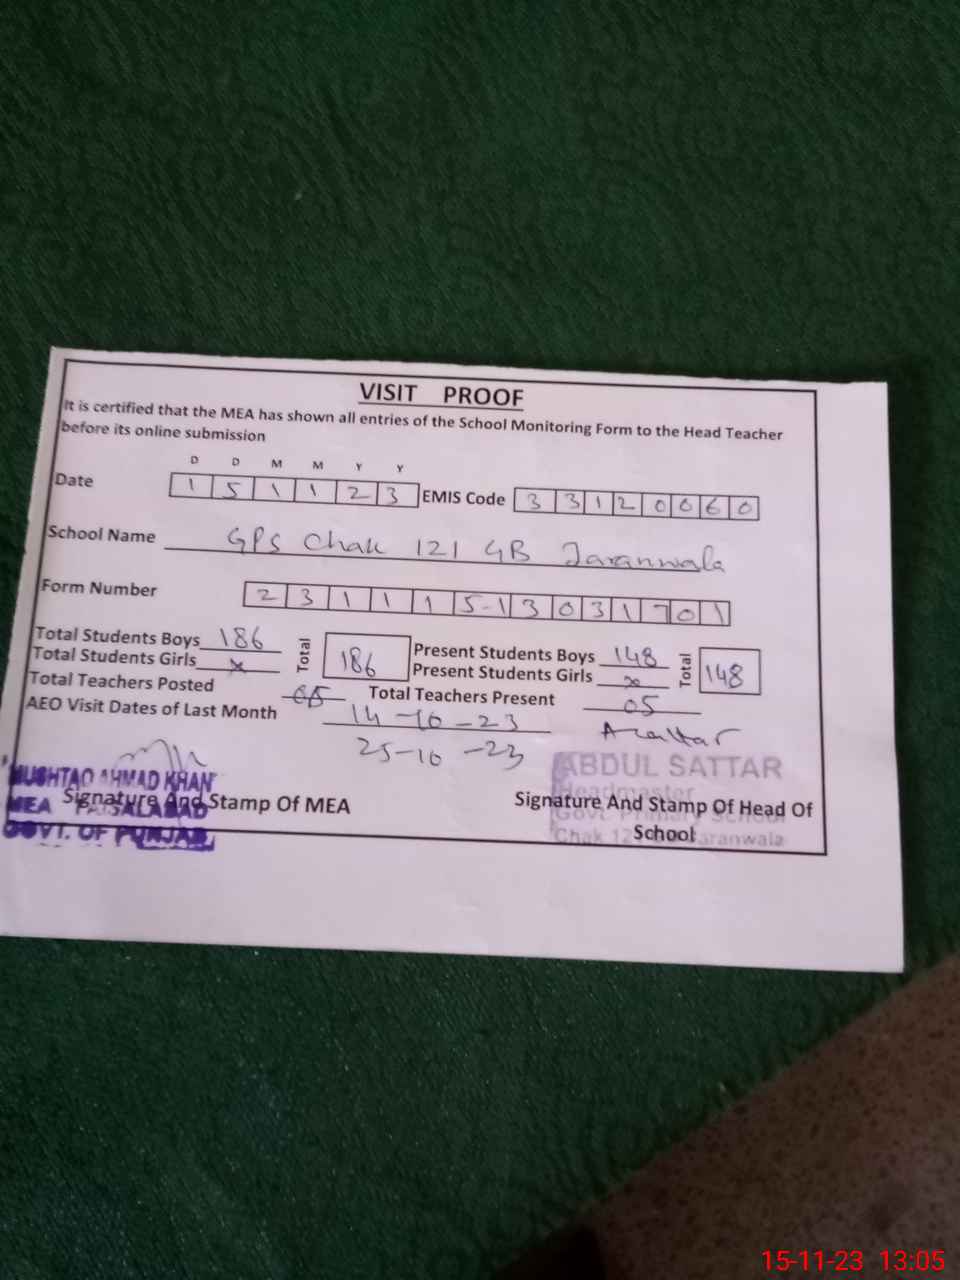 VISIT PROOF
It is certified that the MEA has shown all entries of the School Monitoring Form to the Head Teacher
before its online submission
D D M M Y Y
Date 1 5 1 1 2 3 EMIS Code 3 3 1 2 0 0 6 0
School Name GPS Chak 121 GB Jaranwala
Form Number 2 3 1 1 1 5-1 3 0 3 1 7 0 1
Total Students Boys 186 Total 186 Present Students Boys 148 Total 148
Total Students Girls x Present Students Girls x
Total Teachers Posted 05 Total Teachers Present 05
AEO Visit Dates of Last Month 14-10-23
25-10-23
MUSHTAQ AHMAD KHAN
MEA FAISALABAD
GOVT. OF PUNJAB
Signature And Stamp Of MEA
ABDUL SATTAR
Headmaster
Govt. Primary School
Chak 121 Jaranwala
Signature And Stamp Of Head Of
School
15-11-23 13:05